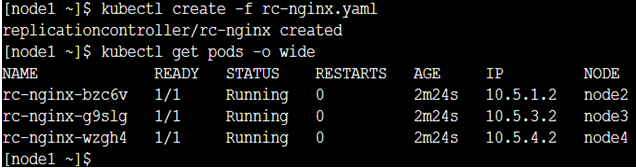 [node1 ~]$ kubectl create -f rc-nginx.yaml
replicationcontroller/rc-nginx created
[node1 ~]$ kubectl get pods -o wide
NAME READY STATUS RESTARTS AGE IP NODE
rc-nginx-bzc6v 1/1 Running 0 2m24s 10.5.1.2 node2
rc-nginx-g9slg 1/1 Running 0 2m24s 10.5.3.2 node3
rc-nginx-wzgh4 1/1 Running 0 2m24s 10.5.4.2 node4
[node1 ~]$